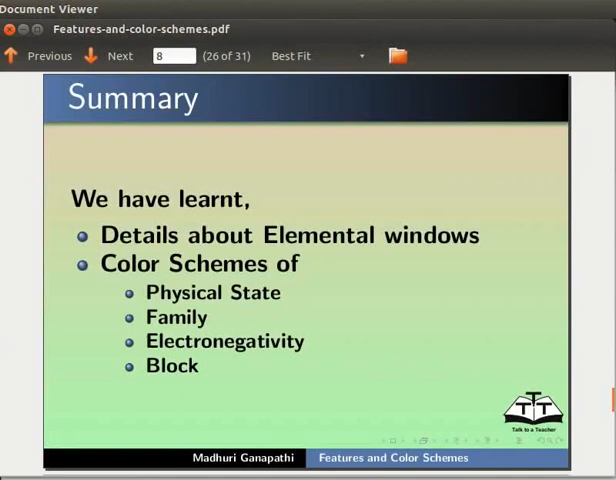 Document Viewer
Features-and-color-schemes.pdf
Previous Next 8 (26 of 31) Best Fit
Summary
We have learnt,
Details about Elemental windows
Color Schemes of
Physical State
Family
Electronegativity
Block
T
TT
Talk to a Teacher
Madhuri Ganapathi Features and Color Schemes